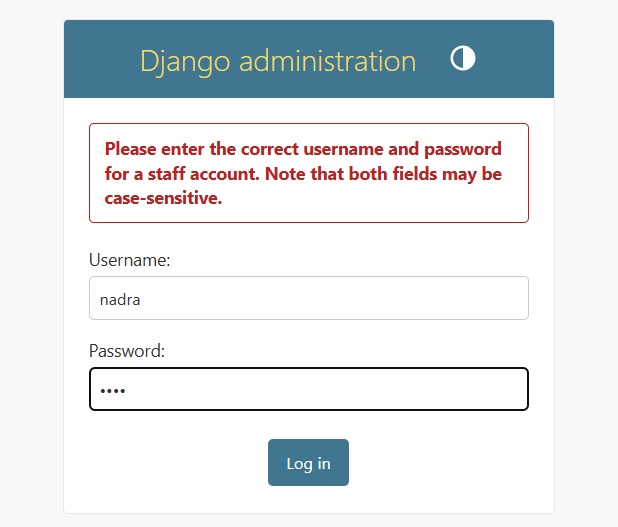 Django administration
Please enter the correct username and password
for a staff account. Note that both fields may be
case-sensitive.
Username:
nadra
Password:
••••
Log in